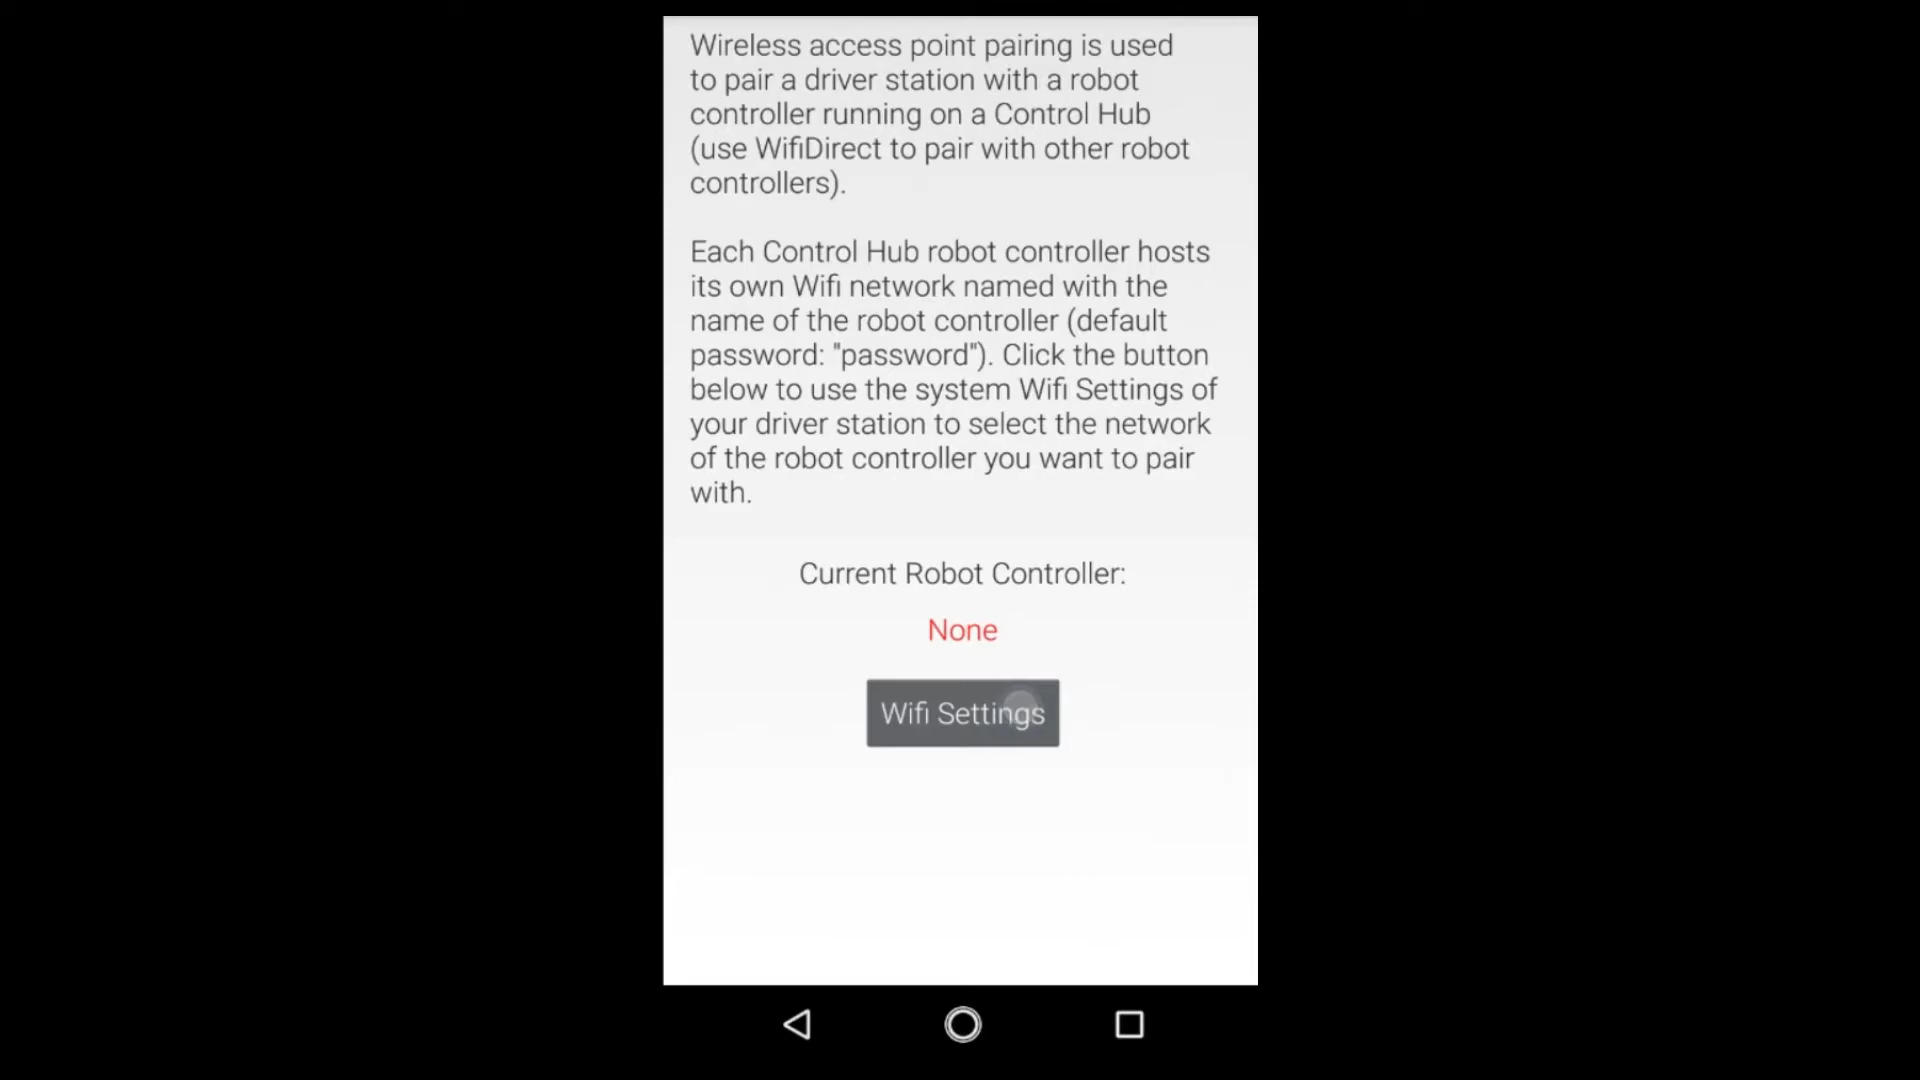 Wireless access point pairing is used
to pair a driver station with a robot
controller running on a Control Hub
(use WifiDirect to pair with other robot
controllers).
Each Control Hub robot controller hosts
its own Wifi network named with the
name of the robot controller (default
password: "password"). Click the button
below to use the system Wifi Settings of
your driver station to select the network
of the robot controller you want to pair
with.
Current Robot Controller:
None
Wifi Settings